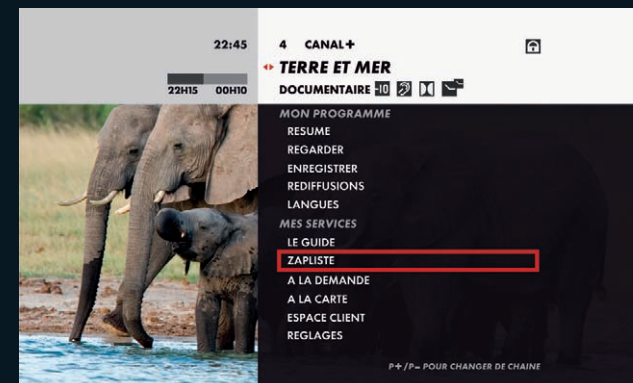 22:45
4 CANAL+
TERRE ET MER
22H15 00H10
DOCUMENTAIRE -10
MON PROGRAMME
RESUME
REGARDER
ENREGISTRER
REDIFFUSIONS
LANGUES
MES SERVICES
LE GUIDE
ZAPLISTE
A LA DEMANDE
A LA CARTE
ESPACE CLIENT
REGLAGES
P+/P- POUR CHANGER DE CHAINE